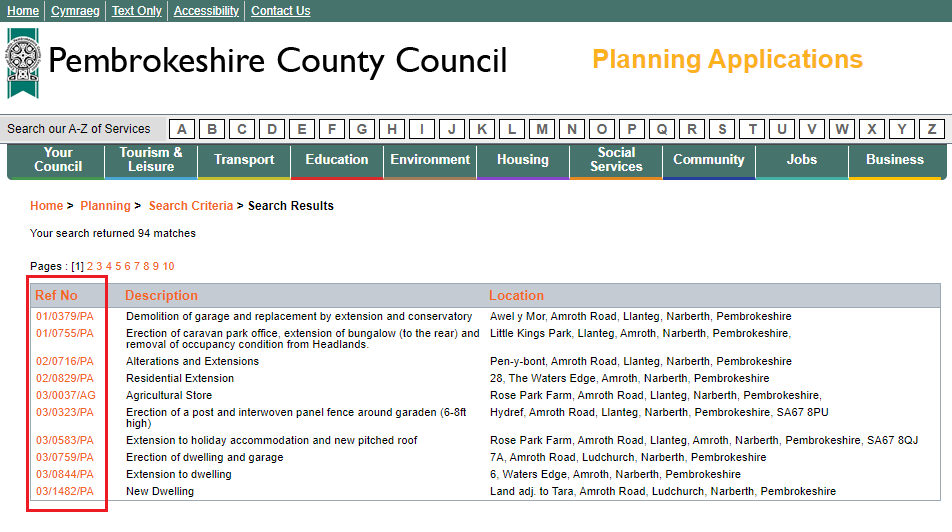 Home Cymraeg Text Only Accessibility Contact Us
Pembrokeshire County Council
Planning Applications
Search our A-Z of Services A B C D E F G H I J K L M N O P Q R S T U V W X Y Z
Your Council Tourism & Leisure Transport Education Environment Housing Social Services Community Jobs Business
Home > Planning > Search Criteria > Search Results
Your search returned 94 matches
Pages : [1] 2 3 4 5 6 7 8 9 10
Ref No Description Location
01/0379/PA Demolition of garage and replacement by extension and conservatory Awel y Mor, Amroth Road, Llanteg, Narberth, Pembrokeshire
01/0755/PA Erection of caravan park office, extension of bungalow (to the rear) and Little Kings Park, Llanteg, Amroth, Narberth, Pembrokeshire,
removal of occupancy condition from Headlands.
02/0716/PA Alterations and Extensions Pen-y-bont, Amroth Road, Llanteg, Narberth, Pembrokeshire
02/0829/PA Residential Extension 28, The Waters Edge, Amroth, Narberth, Pembrokeshire
03/0037/AG Agricultural Store Rose Park Farm, Amroth Road, Llanteg, Narberth, Pembrokeshire,
03/0323/PA Erection of a post and interwoven panel fence around garaden (6-8ft Hydref, Amroth Road, Llanteg, Narberth, Pembrokeshire, SA67 8PU
high)
03/0583/PA Extension to holiday accommodation and new pitched roof Rose Park Farm, Amroth Road, Llanteg, Amroth, Narberth, Pembrokeshire, SA67 8QJ
03/0759/PA Erection of dwelling and garage 7A, Amroth Road, Ludchurch, Narberth, Pembrokeshire
03/0844/PA Extension to dwelling 6, Waters Edge, Amroth, Narberth, Pembrokeshire
03/1482/PA New Dwelling Land adj. to Tara, Amroth Road, Ludchurch, Narberth, Pembrokeshire